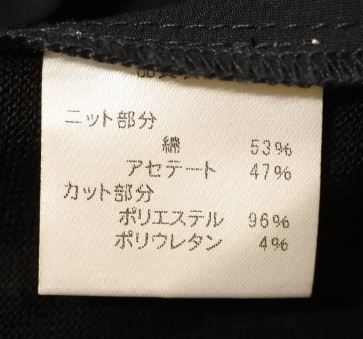 ニット部分
綿 53%
アセテート 47%
カット部分
ポリエステル 96%
ポリウレタン 4%